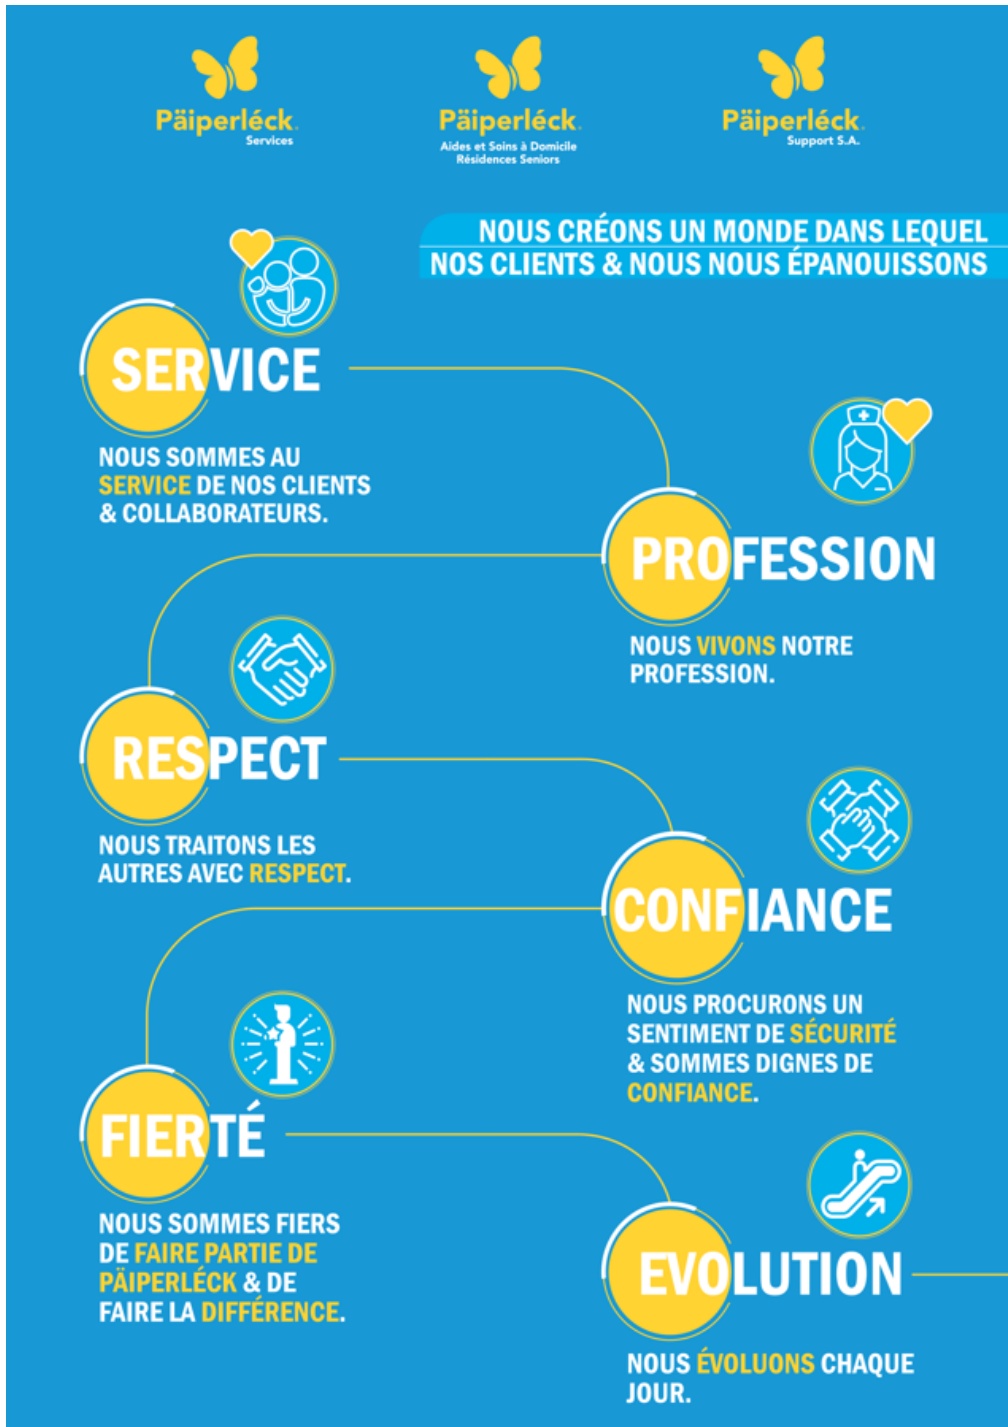 Päiperléck.
Services
Päiperléck.
Aides et Soins à Domicile
Résidences Seniors
Päiperléck.
Support S.A.
NOUS CRÉONS UN MONDE DANS LEQUEL
NOS CLIENTS & NOUS NOUS ÉPANOUISSONS
SERVICE
NOUS SOMMES AU
SERVICE DE NOS CLIENTS
& COLLABORATEURS.
PROFESSION
NOUS VIVONS NOTRE
PROFESSION.
RESPECT
NOUS TRAITONS LES
AUTRES AVEC RESPECT.
CONFIANCE
NOUS PROCURONS UN
SENTIMENT DE SÉCURITÉ
& SOMMES DIGNES DE
CONFIANCE.
FIERTÉ
NOUS SOMMES FIERS
DE FAIRE PARTIE DE
PÄIPERLÉCK & DE
FAIRE LA DIFFÉRENCE.
EVOLUTION
NOUS ÉVOLUONS CHAQUE
JOUR.